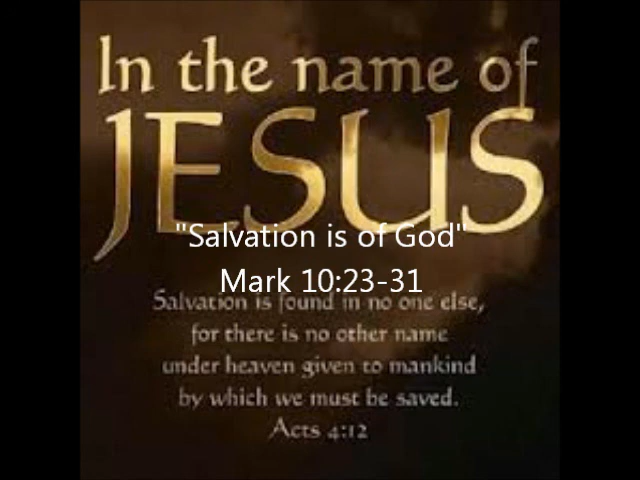 In the name of
JESUS
"Salvation is of God"
Mark 10:23-31
Salvation is found in no one else,
for there is no other name
under heaven given to mankind
by which we must be saved.
Acts 4:12